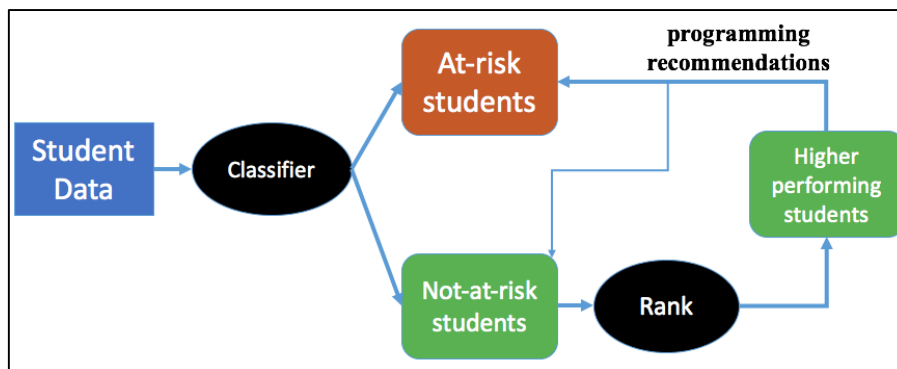 programming
recommendations
At-risk
students
Student
Data
Classifier
Higher
performing
students
Not-at-risk
students
Rank